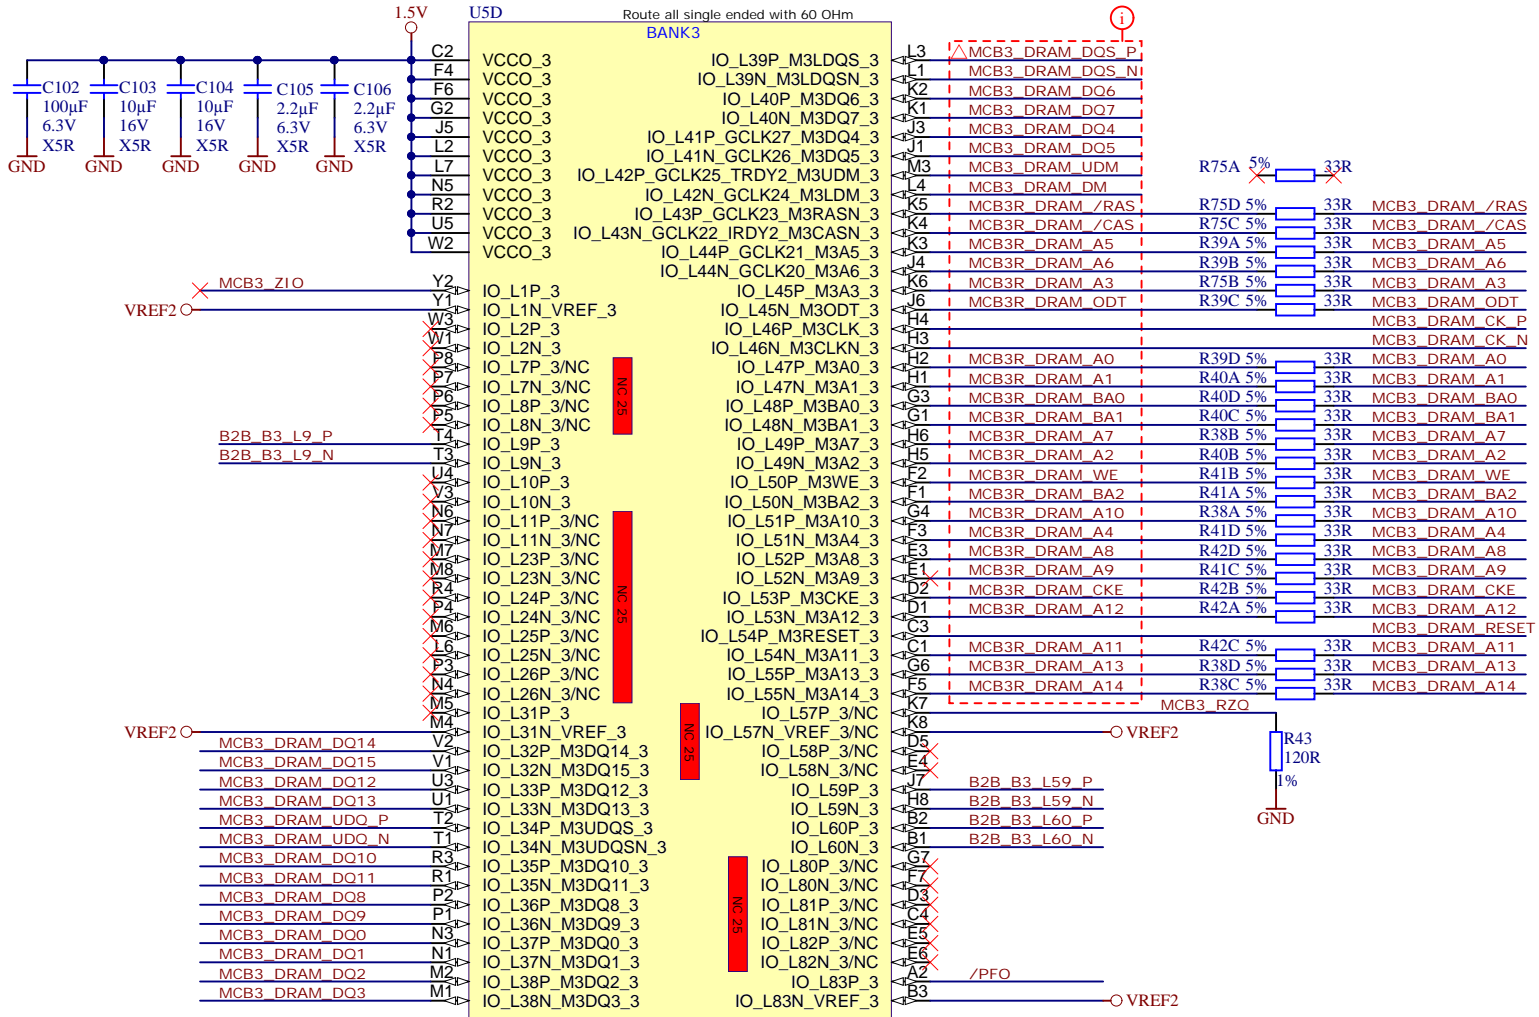 1.5V
U5D
Route all single ended with 60 OHm
BANK3
C102
100µF
6.3V
X5R
GND
C103
10µF
16V
X5R
GND
C104
10µF
16V
X5R
GND
C105
2.2µF
6.3V
X5R
GND
C106
2.2µF
6.3V
X5R
GND
C2 VCCO_3
F4 VCCO_3
F6 VCCO_3
G2 VCCO_3
J5 VCCO_3
L2 VCCO_3
L7 VCCO_3
N5 VCCO_3
R2 VCCO_3
U5 VCCO_3
W2 VCCO_3
MCB3_ZIO Y2 IO_L1P_3
VREF2 Y1 IO_L1N_VREF_3
W3 IO_L2P_3
W1 IO_L2N_3
P8 IO_L7P_3/NC
P7 IO_L7N_3/NC
P6 IO_L8P_3/NC
P5 IO_L8N_3/NC
NC 25
B2B_B3_L9_P T4 IO_L9P_3
B2B_B3_L9_N T3 IO_L9N_3
U4 IO_L10P_3
V3 IO_L10N_3
N6 IO_L11P_3/NC
N7 IO_L11N_3/NC
M7 IO_L23P_3/NC
M8 IO_L23N_3/NC
R4 IO_L24P_3/NC
P4 IO_L24N_3/NC
M6 IO_L25P_3/NC
L6 IO_L25N_3/NC
P3 IO_L26P_3/NC
N4 IO_L26N_3/NC
NC 25
M5 IO_L31P_3
VREF2 M4 IO_L31N_VREF_3
MCB3_DRAM_DQ14 V2 IO_L32P_M3DQ14_3
MCB3_DRAM_DQ15 V1 IO_L32N_M3DQ15_3
MCB3_DRAM_DQ12 U3 IO_L33P_M3DQ12_3
MCB3_DRAM_DQ13 U1 IO_L33N_M3DQ13_3
MCB3_DRAM_UDQ_P T2 IO_L34P_M3UDQS_3
MCB3_DRAM_UDQ_N T1 IO_L34N_M3UDQSN_3
MCB3_DRAM_DQ10 R3 IO_L35P_M3DQ10_3
MCB3_DRAM_DQ11 R1 IO_L35N_M3DQ11_3
MCB3_DRAM_DQ8 P2 IO_L36P_M3DQ8_3
MCB3_DRAM_DQ9 P1 IO_L36N_M3DQ9_3
MCB3_DRAM_DQ0 N3 IO_L37P_M3DQ0_3
MCB3_DRAM_DQ1 N1 IO_L37N_M3DQ1_3
MCB3_DRAM_DQ2 M2 IO_L38P_M3DQ2_3
MCB3_DRAM_DQ3 M1 IO_L38N_M3DQ3_3
i
IO_L39P_M3LDQS_3 L3 MCB3_DRAM_DQS_P
IO_L39N_M3LDQSN_3 L1 MCB3_DRAM_DQS_N
IO_L40P_M3DQ6_3 K2 MCB3_DRAM_DQ6
IO_L40N_M3DQ7_3 K1 MCB3_DRAM_DQ7
IO_L41P_GCLK27_M3DQ4_3 J3 MCB3_DRAM_DQ4
IO_L41N_GCLK26_M3DQ5_3 J1 MCB3_DRAM_DQ5
IO_L42P_GCLK25_TRDY2_M3UDM_3 M3 MCB3_DRAM_UDM R75A 5% 33R
IO_L42N_GCLK24_M3LDM_3 L4 MCB3_DRAM_DM
IO_L43P_GCLK23_M3RASN_3 K5 MCB3R_DRAM_/RAS R75D 5% 33R MCB3_DRAM_/RAS
IO_L43N_GCLK22_IRDY2_M3CASN_3 K4 MCB3R_DRAM_/CAS R75C 5% 33R MCB3_DRAM_/CAS
IO_L44P_GCLK21_M3A5_3 K3 MCB3R_DRAM_A5 R39A 5% 33R MCB3_DRAM_A5
IO_L44N_GCLK20_M3A6_3 J4 MCB3R_DRAM_A6 R39B 5% 33R MCB3_DRAM_A6
IO_L45P_M3A3_3 K6 MCB3R_DRAM_A3 R75B 5% 33R MCB3_DRAM_A3
IO_L45N_M3ODT_3 J6 MCB3R_DRAM_ODT R39C 5% 33R MCB3_DRAM_ODT
IO_L46P_M3CLK_3 H4 MCB3_DRAM_CK_P
IO_L46N_M3CLKN_3 H3 MCB3_DRAM_CK_N
IO_L47P_M3A0_3 H2 MCB3R_DRAM_A0 R39D 5% 33R MCB3_DRAM_A0
IO_L47N_M3A1_3 H1 MCB3R_DRAM_A1 R40A 5% 33R MCB3_DRAM_A1
IO_L48P_M3BA0_3 G3 MCB3R_DRAM_BA0 R40D 5% 33R MCB3_DRAM_BA0
IO_L48N_M3BA1_3 G1 MCB3R_DRAM_BA1 R40C 5% 33R MCB3_DRAM_BA1
IO_L49P_M3A7_3 H6 MCB3R_DRAM_A7 R38B 5% 33R MCB3_DRAM_A7
IO_L49N_M3A2_3 H5 MCB3R_DRAM_A2 R40B 5% 33R MCB3_DRAM_A2
IO_L50P_M3WE_3 F2 MCB3R_DRAM_WE R41B 5% 33R MCB3_DRAM_WE
IO_L50N_M3BA2_3 F1 MCB3R_DRAM_BA2 R41A 5% 33R MCB3_DRAM_BA2
IO_L51P_M3A10_3 G4 MCB3R_DRAM_A10 R38A 5% 33R MCB3_DRAM_A10
IO_L51N_M3A4_3 F3 MCB3R_DRAM_A4 R41D 5% 33R MCB3_DRAM_A4
IO_L52P_M3A8_3 E3 MCB3R_DRAM_A8 R42D 5% 33R MCB3_DRAM_A8
IO_L52N_M3A9_3 E1 MCB3R_DRAM_A9 R41C 5% 33R MCB3_DRAM_A9
IO_L53P_M3CKE_3 D2 MCB3R_DRAM_CKE R42B 5% 33R MCB3_DRAM_CKE
IO_L53N_M3A12_3 D1 MCB3R_DRAM_A12 R42A 5% 33R MCB3_DRAM_A12
IO_L54P_M3RESET_3 C3 MCB3_DRAM_RESET
IO_L54N_M3A11_3 C1 MCB3R_DRAM_A11 R42C 5% 33R MCB3_DRAM_A11
IO_L55P_M3A13_3 G6 MCB3R_DRAM_A13 R38D 5% 33R MCB3_DRAM_A13
IO_L55N_M3A14_3 F5 MCB3R_DRAM_A14 R38C 5% 33R MCB3_DRAM_A14
IO_L57P_3/NC K7 MCB3_RZQ
IO_L57N_VREF_3/NC K8 VREF2
IO_L58P_3/NC D5
IO_L58N_3/NC E4
NC 25
R43
120R
1%
GND
IO_L59P_3 J7 B2B_B3_L59_P
IO_L59N_3 H8 B2B_B3_L59_N
IO_L60P_3 B2 B2B_B3_L60_P
IO_L60N_3 B1 B2B_B3_L60_N
IO_L80P_3/NC G7
IO_L80N_3/NC F7
IO_L81P_3/NC D3
IO_L81N_3/NC C4
IO_L82P_3/NC E5
IO_L82N_3/NC E6
NC 25
IO_L83P_3 A2 /PFO
IO_L83N_VREF_3 B3 VREF2